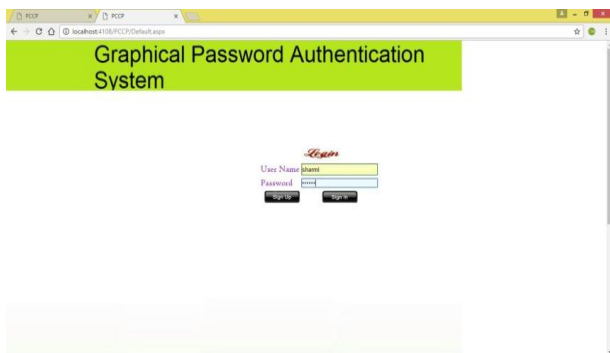 PCCP
PCCP
localhost:4108/PCCP/Default.aspx
Graphical Password Authentication
System
Login
User Name sharmi
Password ••••••
Sign Up Sign In